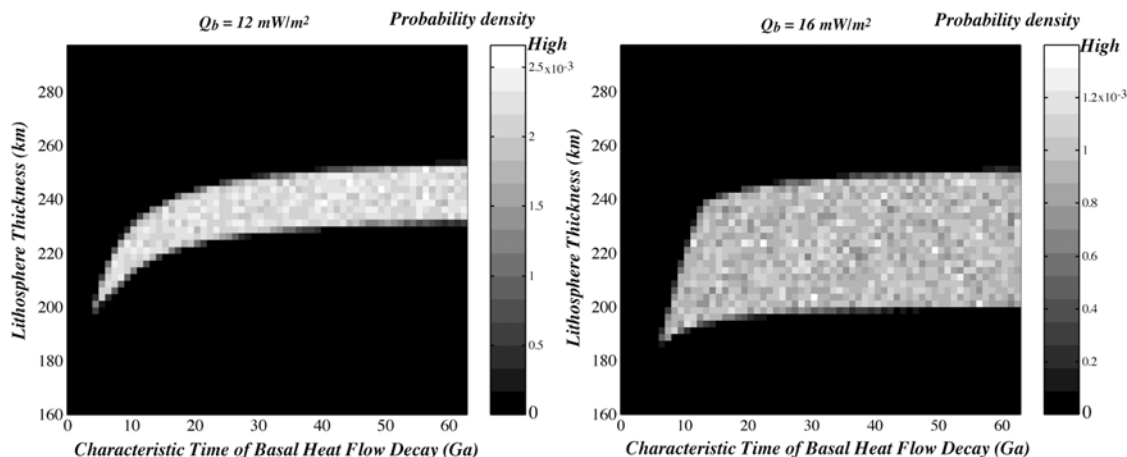 Q_b = 12 mW/m²
Probability density
High
2.5x10⁻³
2
1.5
1
0.5
0
Lithosphere Thickness (km)
280
260
240
220
200
180
160
0 10 20 30 40 50 60
Characteristic Time of Basal Heat Flow Decay (Ga)
Q_b = 16 mW/m²
Probability density
High
1.2x10⁻³
1
0.8
0.6
0.4
0.2
0
Lithosphere Thickness (km)
280
260
240
220
200
180
160
0 10 20 30 40 50 60
Characteristic Time of Basal Heat Flow Decay (Ga)